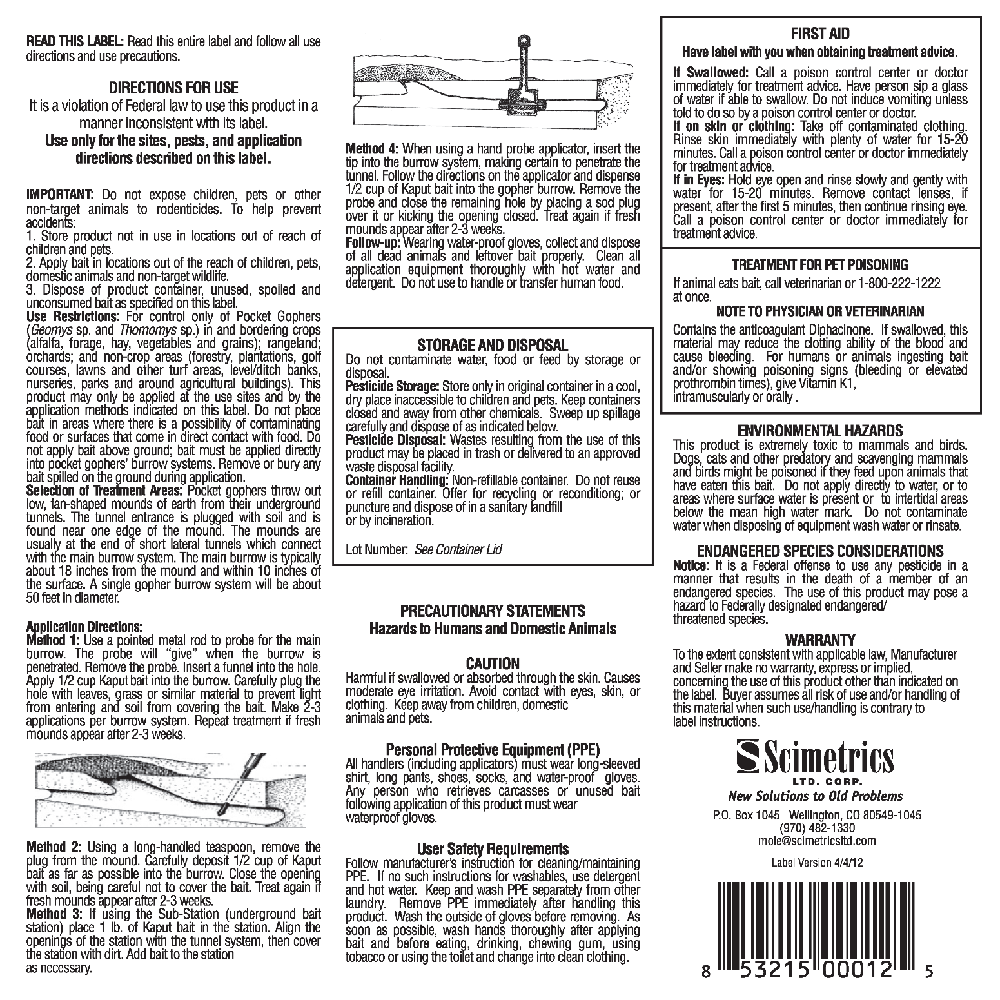 READ THIS LABEL: Read this entire label and follow all use
directions and use precautions.
DIRECTIONS FOR USE
It is a violation of Federal law to use this product in a
manner inconsistent with its label.
Use only for the sites, pests, and application
directions described on this label.
IMPORTANT: Do not expose children, pets or other
non-target animals to rodenticides. To help prevent
accidents:
1. Store product not in use in locations out of reach of
children and pets.
2. Apply bait in locations out of the reach of children, pets,
domestic animals and non-target wildlife.
3. Dispose of product container, unused, spoiled and
unconsumed bait as specified on this label.
Use Restrictions: For control only of Pocket Gophers
(Geomys sp. and Thomomys sp.) in and bordering crops
(alfalfa, forage, hay, vegetables and grains); rangeland;
orchards; and non-crop areas (forestry, plantations, golf
courses, lawns and other turf areas, level/ditch banks,
nurseries, parks and around agricultural buildings). This
product may only be applied at the use sites and by the
application methods indicated on this label. Do not place
bait in areas where there is a possibility of contaminating
food or surfaces that come in direct contact with food. Do
not apply bait above ground; bait must be applied directly
into pocket gophers’ burrow systems. Remove or bury any
bait spilled on the ground during application.
Selection of Treatment Areas: Pocket gophers throw out
low, fan-shaped mounds of earth from their underground
tunnels. The tunnel entrance is plugged with soil and is
found near one edge of the mound. The mounds are
usually at the end of short lateral tunnels which connect
with the main burrow system. The main burrow is typically
about 18 inches from the mound and within 10 inches of
the surface. A single gopher burrow system will be about
50 feet in diameter.
Application Directions:
Method 1: Use a pointed metal rod to probe for the main
burrow. The probe will “give” when the burrow is
penetrated. Remove the probe. Insert a funnel into the hole.
Apply 1/2 cup Kaput bait into the burrow. Carefully plug the
hole with leaves, grass or similar material to prevent light
from entering and soil from covering the bait. Make 2-3
applications per burrow system. Repeat treatment if fresh
mounds appear after 2-3 weeks.
Method 2: Using a long-handled teaspoon, remove the
plug from the mound. Carefully deposit 1/2 cup of Kaput
bait as far as possible into the burrow. Close the opening
with soil, being careful not to cover the bait. Treat again if
fresh mounds appear after 2-3 weeks.
Method 3: If using the Sub-Station (underground bait
station) place 1 lb. of Kaput bait in the station. Align the
openings of the station with the tunnel system, then cover
the station with dirt. Add bait to the station
as necessary.
Method 4: When using a hand probe applicator, insert the
tip into the burrow system, making certain to penetrate the
tunnel. Follow the directions on the applicator and dispense
1/2 cup of Kaput bait into the gopher burrow. Remove the
probe and close the remaining hole by placing a sod plug
over it or kicking the opening closed. Treat again if fresh
mounds appear after 2-3 weeks.
Follow-up: Wearing water-proof gloves, collect and dispose
of all dead animals and leftover bait properly. Clean all
application equipment thoroughly with hot water and
detergent. Do not use to handle or transfer human food.
STORAGE AND DISPOSAL
Do not contaminate water, food or feed by storage or
disposal.
Pesticide Storage: Store only in original container in a cool,
dry place inaccessible to children and pets. Keep containers
closed and away from other chemicals. Sweep up spillage
carefully and dispose of as indicated below.
Pesticide Disposal: Wastes resulting from the use of this
product may be placed in trash or delivered to an approved
waste disposal facility.
Container Handling: Non-refillable container. Do not reuse
or refill container. Offer for recycling or reconditiong; or
puncture and dispose of in a sanitary landfill
or by incineration.
Lot Number: See Container Lid
PRECAUTIONARY STATEMENTS
Hazards to Humans and Domestic Animals
CAUTION
Harmful if swallowed or absorbed through the skin. Causes
moderate eye irritation. Avoid contact with eyes, skin, or
clothing. Keep away from children, domestic
animals and pets.
Personal Protective Equipment (PPE)
All handlers (including applicators) must wear long-sleeved
shirt, long pants, shoes, socks, and water-proof gloves.
Any person who retrieves carcasses or unused bait
following application of this product must wear
waterproof gloves.
User Safety Requirements
Follow manufacturer’s instruction for cleaning/maintaining
PPE. If no such instructions for washables, use detergent
and hot water. Keep and wash PPE separately from other
laundry. Remove PPE immediately after handling this
product. Wash the outside of gloves before removing. As
soon as possible, wash hands thoroughly after applying
bait and before eating, drinking, chewing gum, using
tobacco or using the toilet and change into clean clothing.
FIRST AID
Have label with you when obtaining treatment advice.
If Swallowed: Call a poison control center or doctor
immediately for treatment advice. Have person sip a glass
of water if able to swallow. Do not induce vomiting unless
told to do so by a poison control center or doctor.
If on skin or clothing: Take off contaminated clothing.
Rinse skin immediately with plenty of water for 15-20
minutes. Call a poison control center or doctor immediately
for treatment advice.
If in Eyes: Hold eye open and rinse slowly and gently with
water for 15-20 minutes. Remove contact lenses, if
present, after the first 5 minutes, then continue rinsing eye.
Call a poison control center or doctor immediately for
treatment advice.
TREATMENT FOR PET POISONING
If animal eats bait, call veterinarian or 1-800-222-1222
at once.
NOTE TO PHYSICIAN OR VETERINARIAN
Contains the anticoagulant Diphacinone. If swallowed, this
material may reduce the clotting ability of the blood and
cause bleeding. For humans or animals ingesting bait
and/or showing poisoning signs (bleeding or elevated
prothrombin times), give Vitamin K1,
intramuscularly or orally .
ENVIRONMENTAL HAZARDS
This product is extremely toxic to mammals and birds.
Dogs, cats and other predatory and scavenging mammals
and birds might be poisoned if they feed upon animals that
have eaten this bait. Do not apply directly to water, or to
areas where surface water is present or to intertidal areas
below the mean high water mark. Do not contaminate
water when disposing of equipment wash water or rinsate.
ENDANGERED SPECIES CONSIDERATIONS
Notice: It is a Federal offense to use any pesticide in a
manner that results in the death of a member of an
endangered species. The use of this product may pose a
hazard to Federally designated endangered/
threatened species.
WARRANTY
To the extent consistent with applicable law, Manufacturer
and Seller make no warranty, express or implied,
concerning the use of this product other than indicated on
the label. Buyer assumes all risk of use and/or handling of
this material when such use/handling is contrary to
label instructions.
Scimetrics
LTD. CORP.
New Solutions to Old Problems
P.O. Box 1045 Wellington, CO 80549-1045
(970) 482-1330
mole@scimetricsltd.com
Label Version 4/4/12
8 53215 00012 5